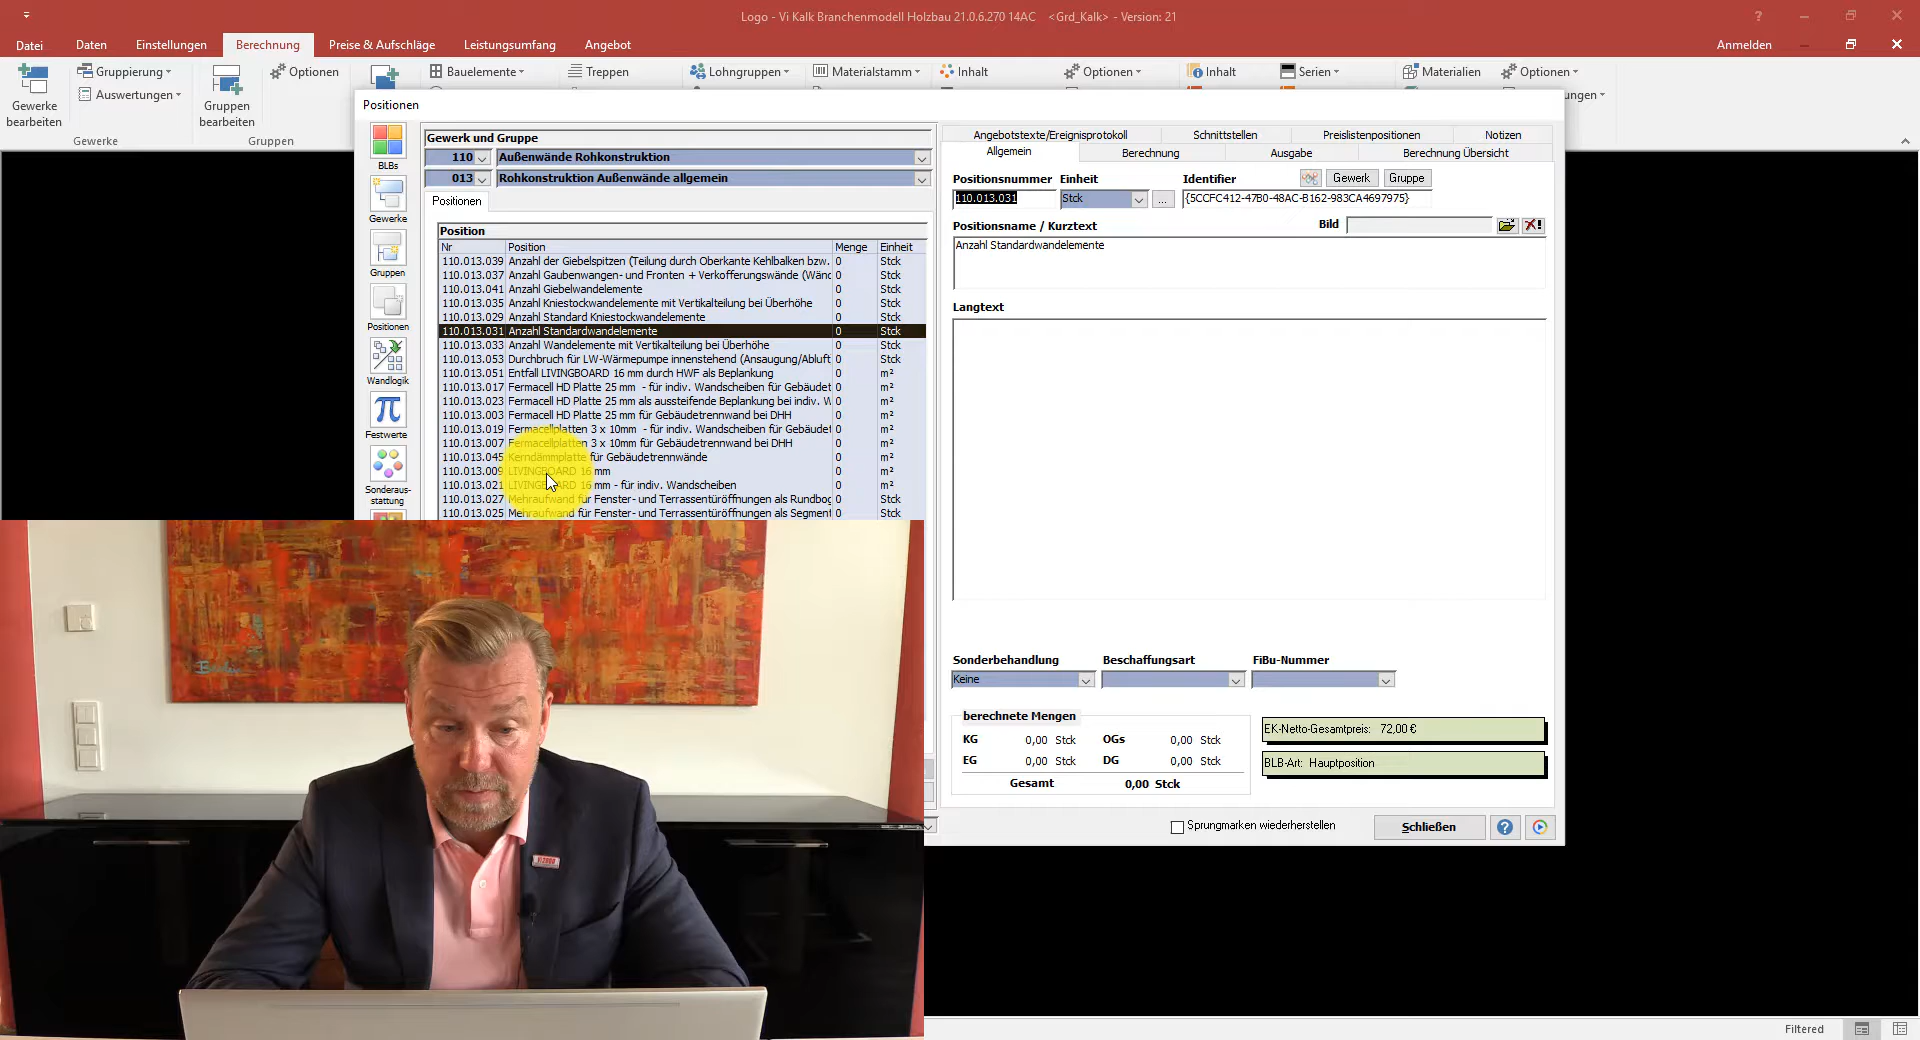 Logo - Vi Kalk Branchenmodell Holzbau 21.0.6.270 14AC <Grd_Kalk> - Version: 21
Datei Daten Einstellungen Berechnung Preise & Aufschläge Leistungsumfang Angebot Anmelden
Gruppierung Optionen Bauelemente Treppen Lohngruppen Materialstamm Inhalt Optionen Inhalt Serien Materialien Optionen
Auswertungen
Gewerke bearbeiten
Gruppen bearbeiten
Gewerke Gruppen
Positionen
BLBs
Gewerke
Gruppen
Positionen
Wandlogik
Festwerte
Sonderaus-
stattung
Gewerk und Gruppe
110 Außenwände Rohkonstruktion
013 Rohkonstruktion Außenwände allgemein
Positionen
Position
Nr Position Menge Einheit
110.013.039 Anzahl der Giebelspitzen (Teilung durch Oberkante Kehlbalken bzw. 0 Stck
110.013.037 Anzahl Gaubenwangen- und Fronten + Verkofferungswände (Wänc 0 Stck
110.013.041 Anzahl Giebelwandelemente 0 Stck
110.013.035 Anzahl Kniestockwandelemente mit Vertikalteilung bei Überhöhe 0 Stck
110.013.029 Anzahl Standard Kniestockwandelemente 0 Stck
110.013.031 Anzahl Standardwandelemente 0 Stck
110.013.033 Anzahl Wandelemente mit Vertikalteilung bei Überhöhe 0 Stck
110.013.053 Durchbruch für LW-Wärmepumpe innenstehend (Ansaugung/Abluft 0 Stck
110.013.051 Entfall LIVINGBOARD 16 mm durch HWF als Beplankung 0 m²
110.013.017 Fermacell HD Platte 25 mm - für indiv. Wandscheiben für Gebäudet 0 m²
110.013.023 Fermacell HD Platte 25 mm als aussteifende Beplankung bei indiv. W 0 m²
110.013.003 Fermacell HD Platte 25 mm für Gebäudetrennwand bei DHH 0 m²
110.013.019 Fermacellplatten 3 x 10mm - für indiv. Wandscheiben für Gebäudet 0 m²
110.013.007 Fermacellplatten 3 x 10mm für Gebäudetrennwand bei DHH 0 m²
110.013.045 Kerndämmplatte für Gebäudetrennwände 0 m²
110.013.009 LIVINGBOARD 16 mm 0 m²
110.013.021 LIVINGBOARD 16 mm - für indiv. Wandscheiben 0 m²
110.013.027 Mehraufwand für Fenster- und Terrassentüröffnungen als Rundbog 0 Stck
110.013.025 Mehraufwand für Fenster- und Terrassentüröffnungen als Segment 0 Stck
Angebotstexte/Ereignisprotokoll Schnittstellen Preislistenpositionen Notizen
Allgemein Berechnung Ausgabe Berechnung Übersicht
Positionsnummer Einheit Identifier Gewerk Gruppe
110.013.031 Stck ... {5CCFC412-47B0-48AC-B162-983CA4697975}
Positionsname / Kurztext Bild
Anzahl Standardwandelemente
Langtext
Sonderbehandlung Beschaffungsart FiBu-Nummer
Keine
berechnete Mengen
KG 0,00 Stck OGs 0,00 Stck
EG 0,00 Stck DG 0,00 Stck
Gesamt 0,00 Stck
EK-Netto-Gesamtpreis: 72,00 €
BLB-Art: Hauptposition
Sprungmarken wiederherstellen Schließen
Filtered